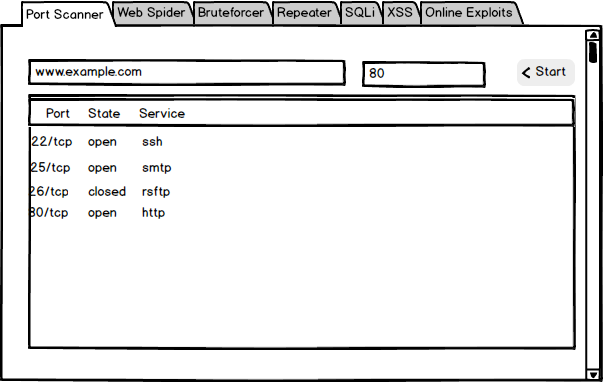 Port Scanner Web Spider Bruteforcer Repeater SQLi XSS Online Exploits
www.example.com 80 < Start
Port State Service
22/tcp open ssh
25/tcp open smtp
26/tcp closed rsftp
80/tcp open http